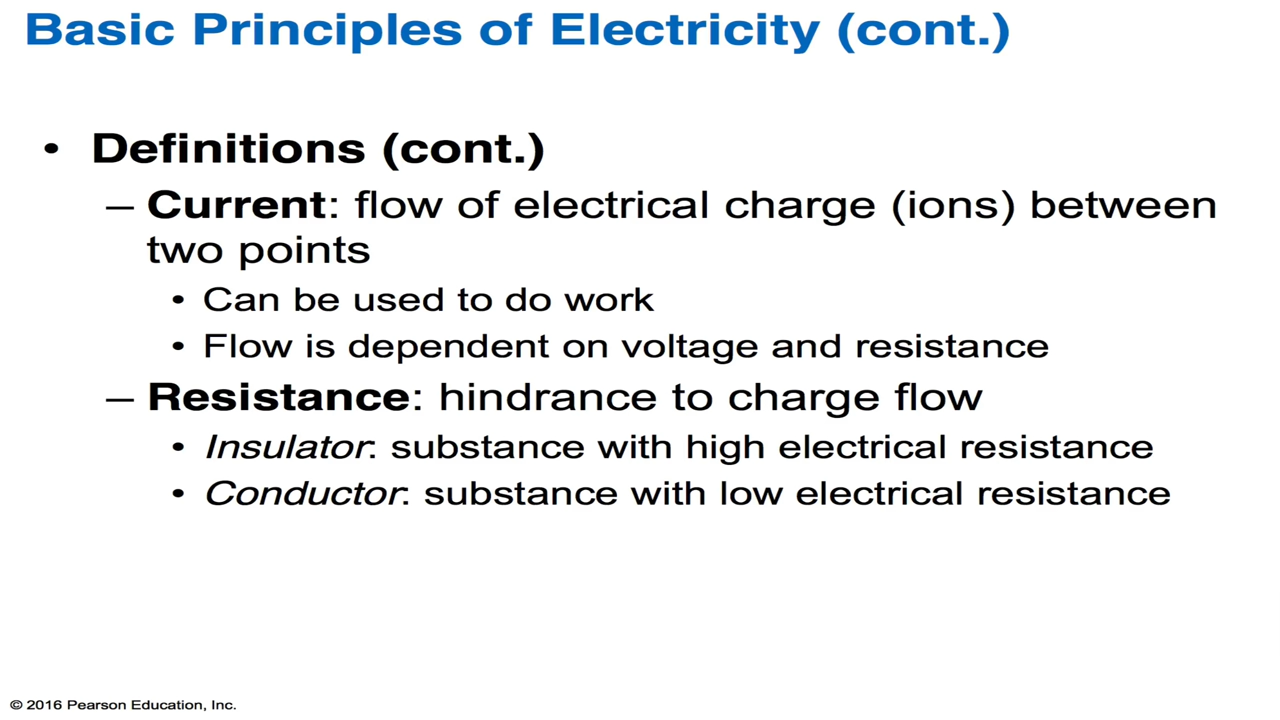 Basic Principles of Electricity (cont.)
• Definitions (cont.)
– Current: flow of electrical charge (ions) between
two points
• Can be used to do work
• Flow is dependent on voltage and resistance
– Resistance: hindrance to charge flow
• Insulator: substance with high electrical resistance
• Conductor: substance with low electrical resistance
© 2016 Pearson Education, Inc.